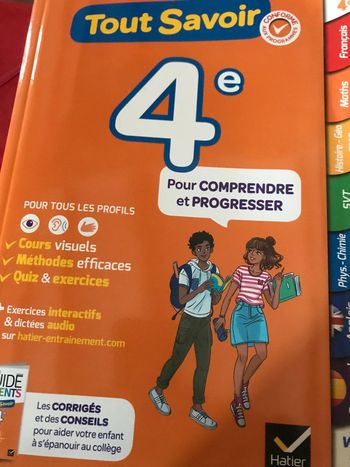 Tout Savoir
CONFORME
AUX PROGRAMMES
4e
Pour COMPRENDRE
et PROGRESSER
POUR TOUS LES PROFILS
Cours visuels
Méthodes efficaces
Quiz & exercices
+ Exercices interactifs
& dictées audio
sur hatier-entrainement.com
Les CORRIGÉS
et des CONSEILS
pour aider votre enfant
à s'épanouir au collège
Hatier
Français
Maths
Histoire - Géo
SVT
Phys.-Chimie